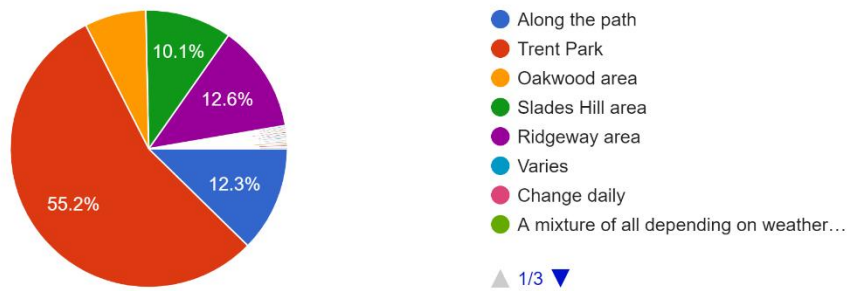 10.1%
12.6%
12.3%
55.2%
Along the path
Trent Park
Oakwood area
Slades Hill area
Ridgeway area
Varies
Change daily
A mixture of all depending on weather…
1/3